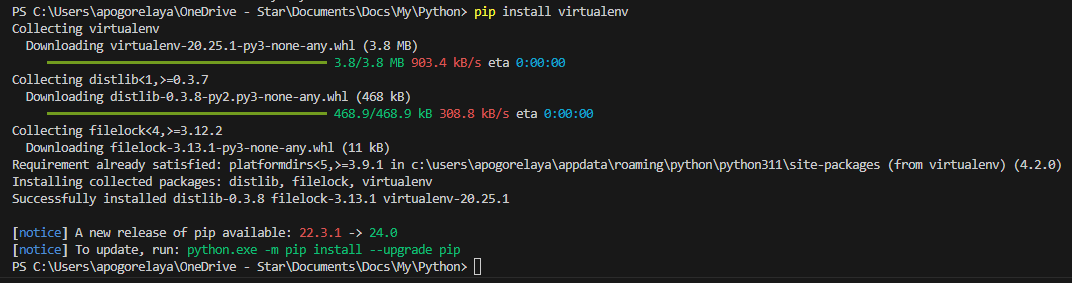 PS C:\Users\apogorelaya\OneDrive - Star\Documents\Docs\My\Python> pip install virtualenv
Collecting virtualenv
  Downloading virtualenv-20.25.1-py3-none-any.whl (3.8 MB)
     ━━━━━━━━━━━━━━━━━━━━━━━━━━━━━━━━━━━━━━━━ 3.8/3.8 MB 903.4 kB/s eta 0:00:00
Collecting distlib<1,>=0.3.7
  Downloading distlib-0.3.8-py2.py3-none-any.whl (468 kB)
     ━━━━━━━━━━━━━━━━━━━━━━━━━━━━━━━━━━━━━━━━ 468.9/468.9 kB 308.8 kB/s eta 0:00:00
Collecting filelock<4,>=3.12.2
  Downloading filelock-3.13.1-py3-none-any.whl (11 kB)
Requirement already satisfied: platformdirs<5,>=3.9.1 in c:\users\apogorelaya\appdata\roaming\python\python311\site-packages (from virtualenv) (4.2.0)
Installing collected packages: distlib, filelock, virtualenv
Successfully installed distlib-0.3.8 filelock-3.13.1 virtualenv-20.25.1

[notice] A new release of pip available: 22.3.1 -> 24.0
[notice] To update, run: python.exe -m pip install --upgrade pip
PS C:\Users\apogorelaya\OneDrive - Star\Documents\Docs\My\Python>